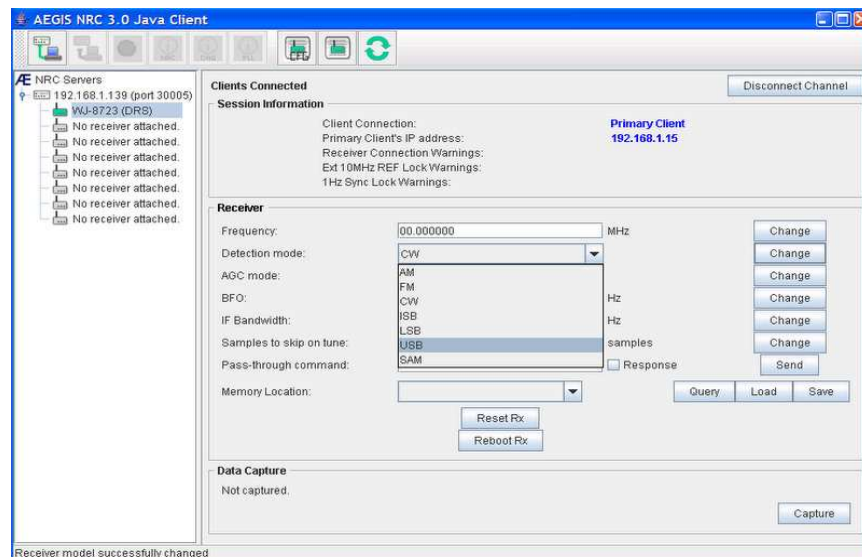 AEGIS NRC 3.0 Java Client
CFG
NRC Servers
192.168.1.139 (port 30005)
WJ-8723 (DRS)
No receiver attached.
No receiver attached.
No receiver attached.
No receiver attached.
No receiver attached.
No receiver attached.
No receiver attached.
Clients Connected
Disconnect Channel
Session Information
Client Connection: Primary Client
Primary Client's IP address: 192.168.1.15
Receiver Connection Warnings:
Ext 10MHz REF Lock Warnings:
1Hz Sync Lock Warnings:
Receiver
Frequency: 00.000000 MHz Change
Detection mode: CW Change
AM
FM
CW
ISB
LSB
USB
SAM
AGC mode: Change
BFO: Hz Change
IF Bandwidth: Hz Change
Samples to skip on tune: samples Change
Pass-through command: Response Send
Memory Location: Query Load Save
Reset Rx
Reboot Rx
Data Capture
Not captured.
Capture
Receiver model successfully changed